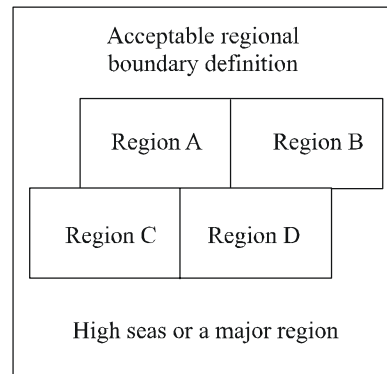 Acceptable regional
boundary definition
Region A
Region B
Region C
Region D
High seas or a major region